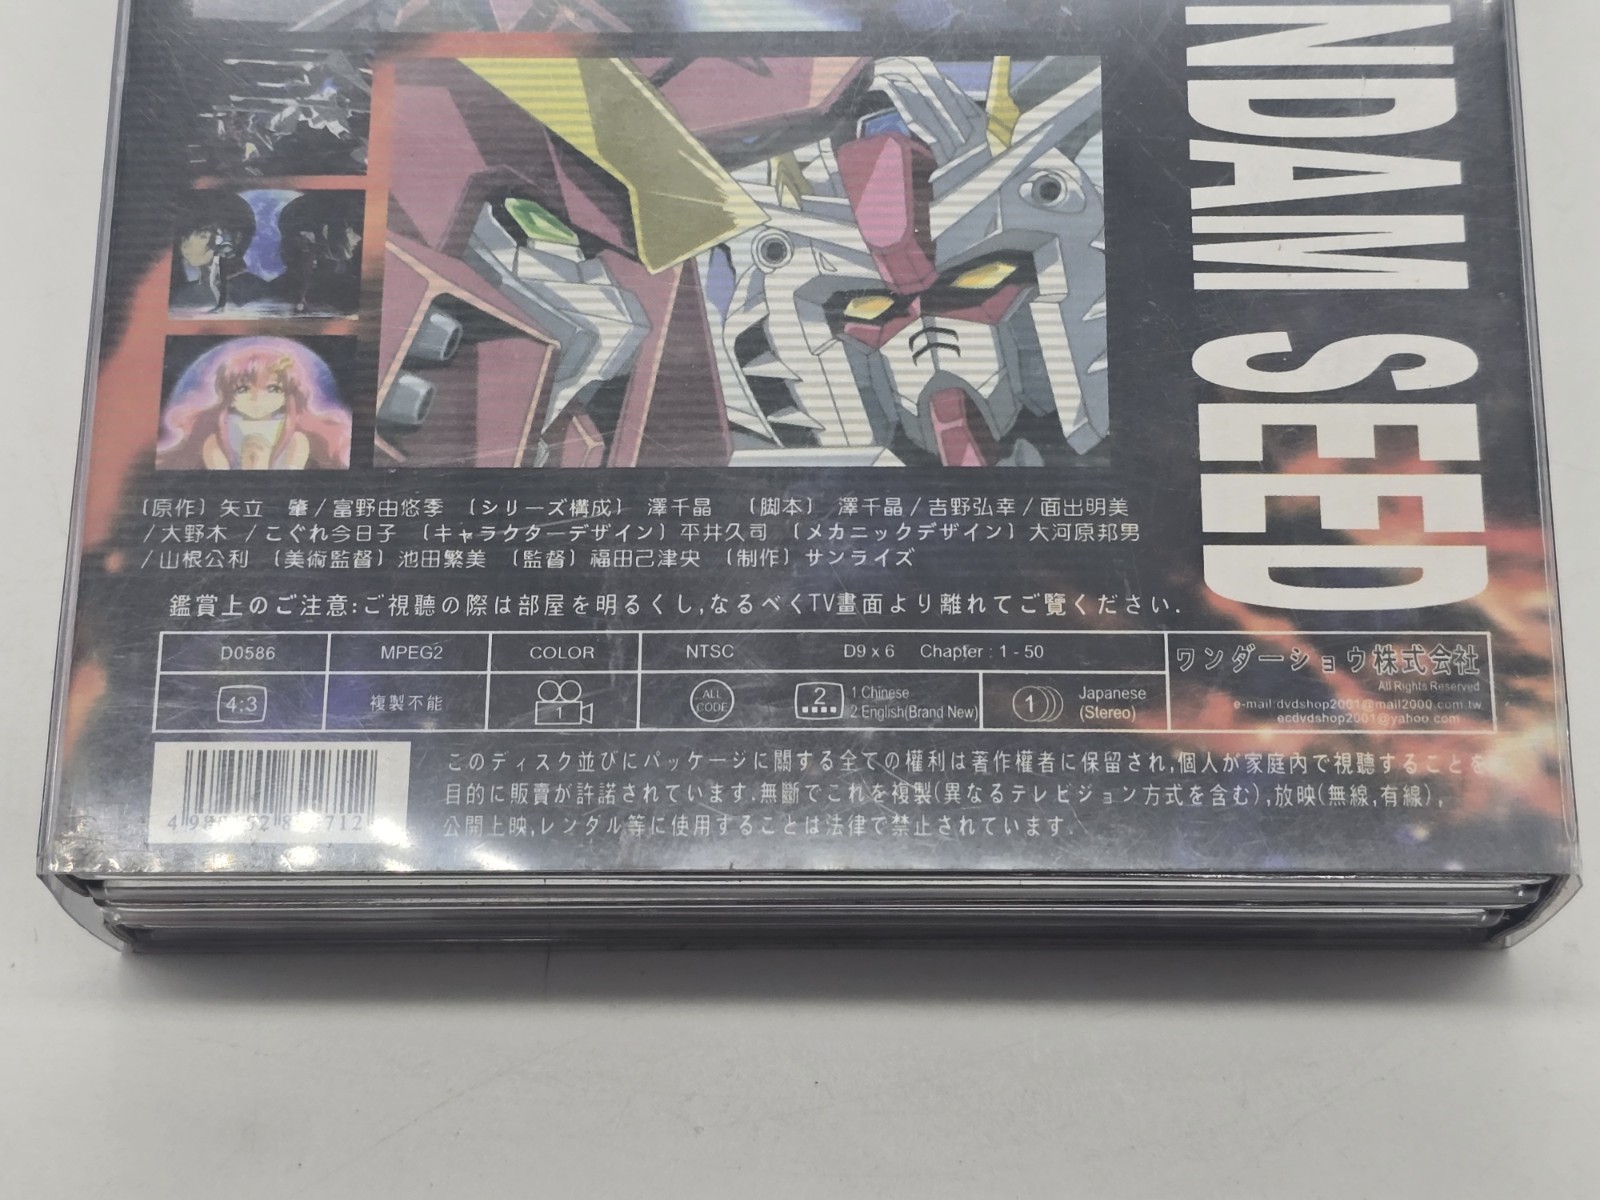 NDAM SEED
〔原作〕矢立 肇/富野由悠季 〔シリーズ構成〕 澤千晶 〔脚本〕 澤千晶/吉野弘幸/面出明美
/大野木 /こぐれ今日子 〔キャラクターデザイン〕平井久司 〔メカニックデザイン〕大河原邦男
/山根公利 〔美術監督〕池田繁美 〔監督〕福田己津央 〔制作〕サンライズ
鑑賞上のご注意:ご視聽の際は部屋を明るくし,なるべくTV畫面より離れてご覽ください.
D0586 MPEG2 COLOR NTSC D9 x 6 Chapter : 1 - 50 ワンダーショウ株式会社
All Rights Reserved
4:3 複製不能 1 ALL CODE 2 1.Chinese 1 Japanese
2.English(Brand New) (Stereo)
e-mail:dvdshop2001@mail2000.com.tw
ecdvdshop2001@yahoo.com
このディスク並びにパッケージに關する全ての權利は著作權者に保留され,個人が家庭內で視聽することを
目的に販賣が許諾されています.無斷でこれを複製(異なるテレビジョン方式を含む),放映(無線,有線),
公開上映,レンタル等に使用することは法律で禁止されています.